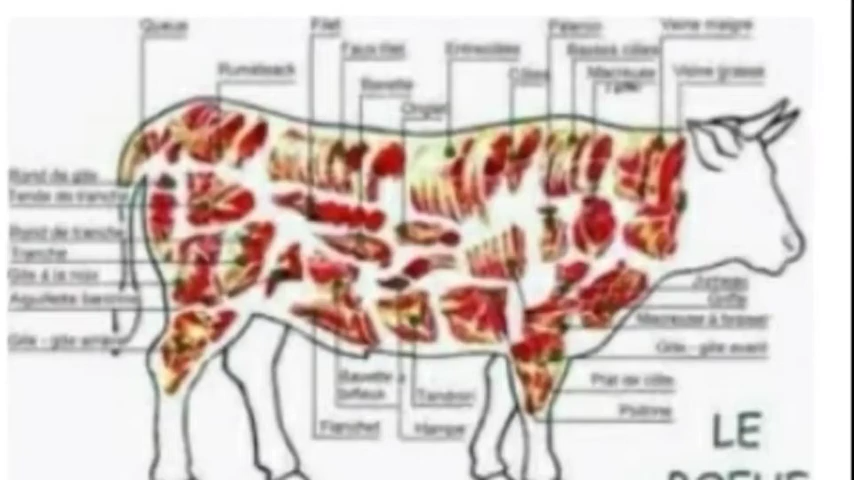 Queue
Filet
Faux filet
Rumsteack
Bavette
Onglet
Entrecôtes
Côtes
Paleron
Basses côtes
Macreuse
Veine maigre
Veine grasse
Rond de gîte
Tende de tranche
Rond de tranche
Tranche
Gîte à la noix
Aiguillette baronne
Gîte - gîte arrière
Jumeau
Griffe
Macreuse à braiser
Gîte - gîte avant
Plat de côte
Poitrine
Bavette
Tendron
Flanchet
Hampe
LE
BOEUF